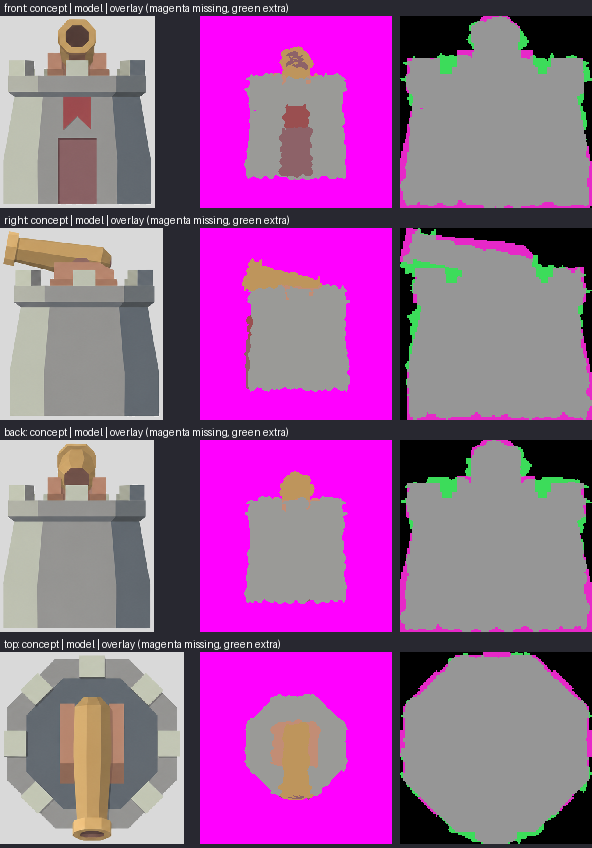 front: concept | model | overlay (magenta missing, green extra)
right: concept | model | overlay (magenta missing, green extra)
back: concept | model | overlay (magenta missing, green extra)
top: concept | model | overlay (magenta missing, green extra)